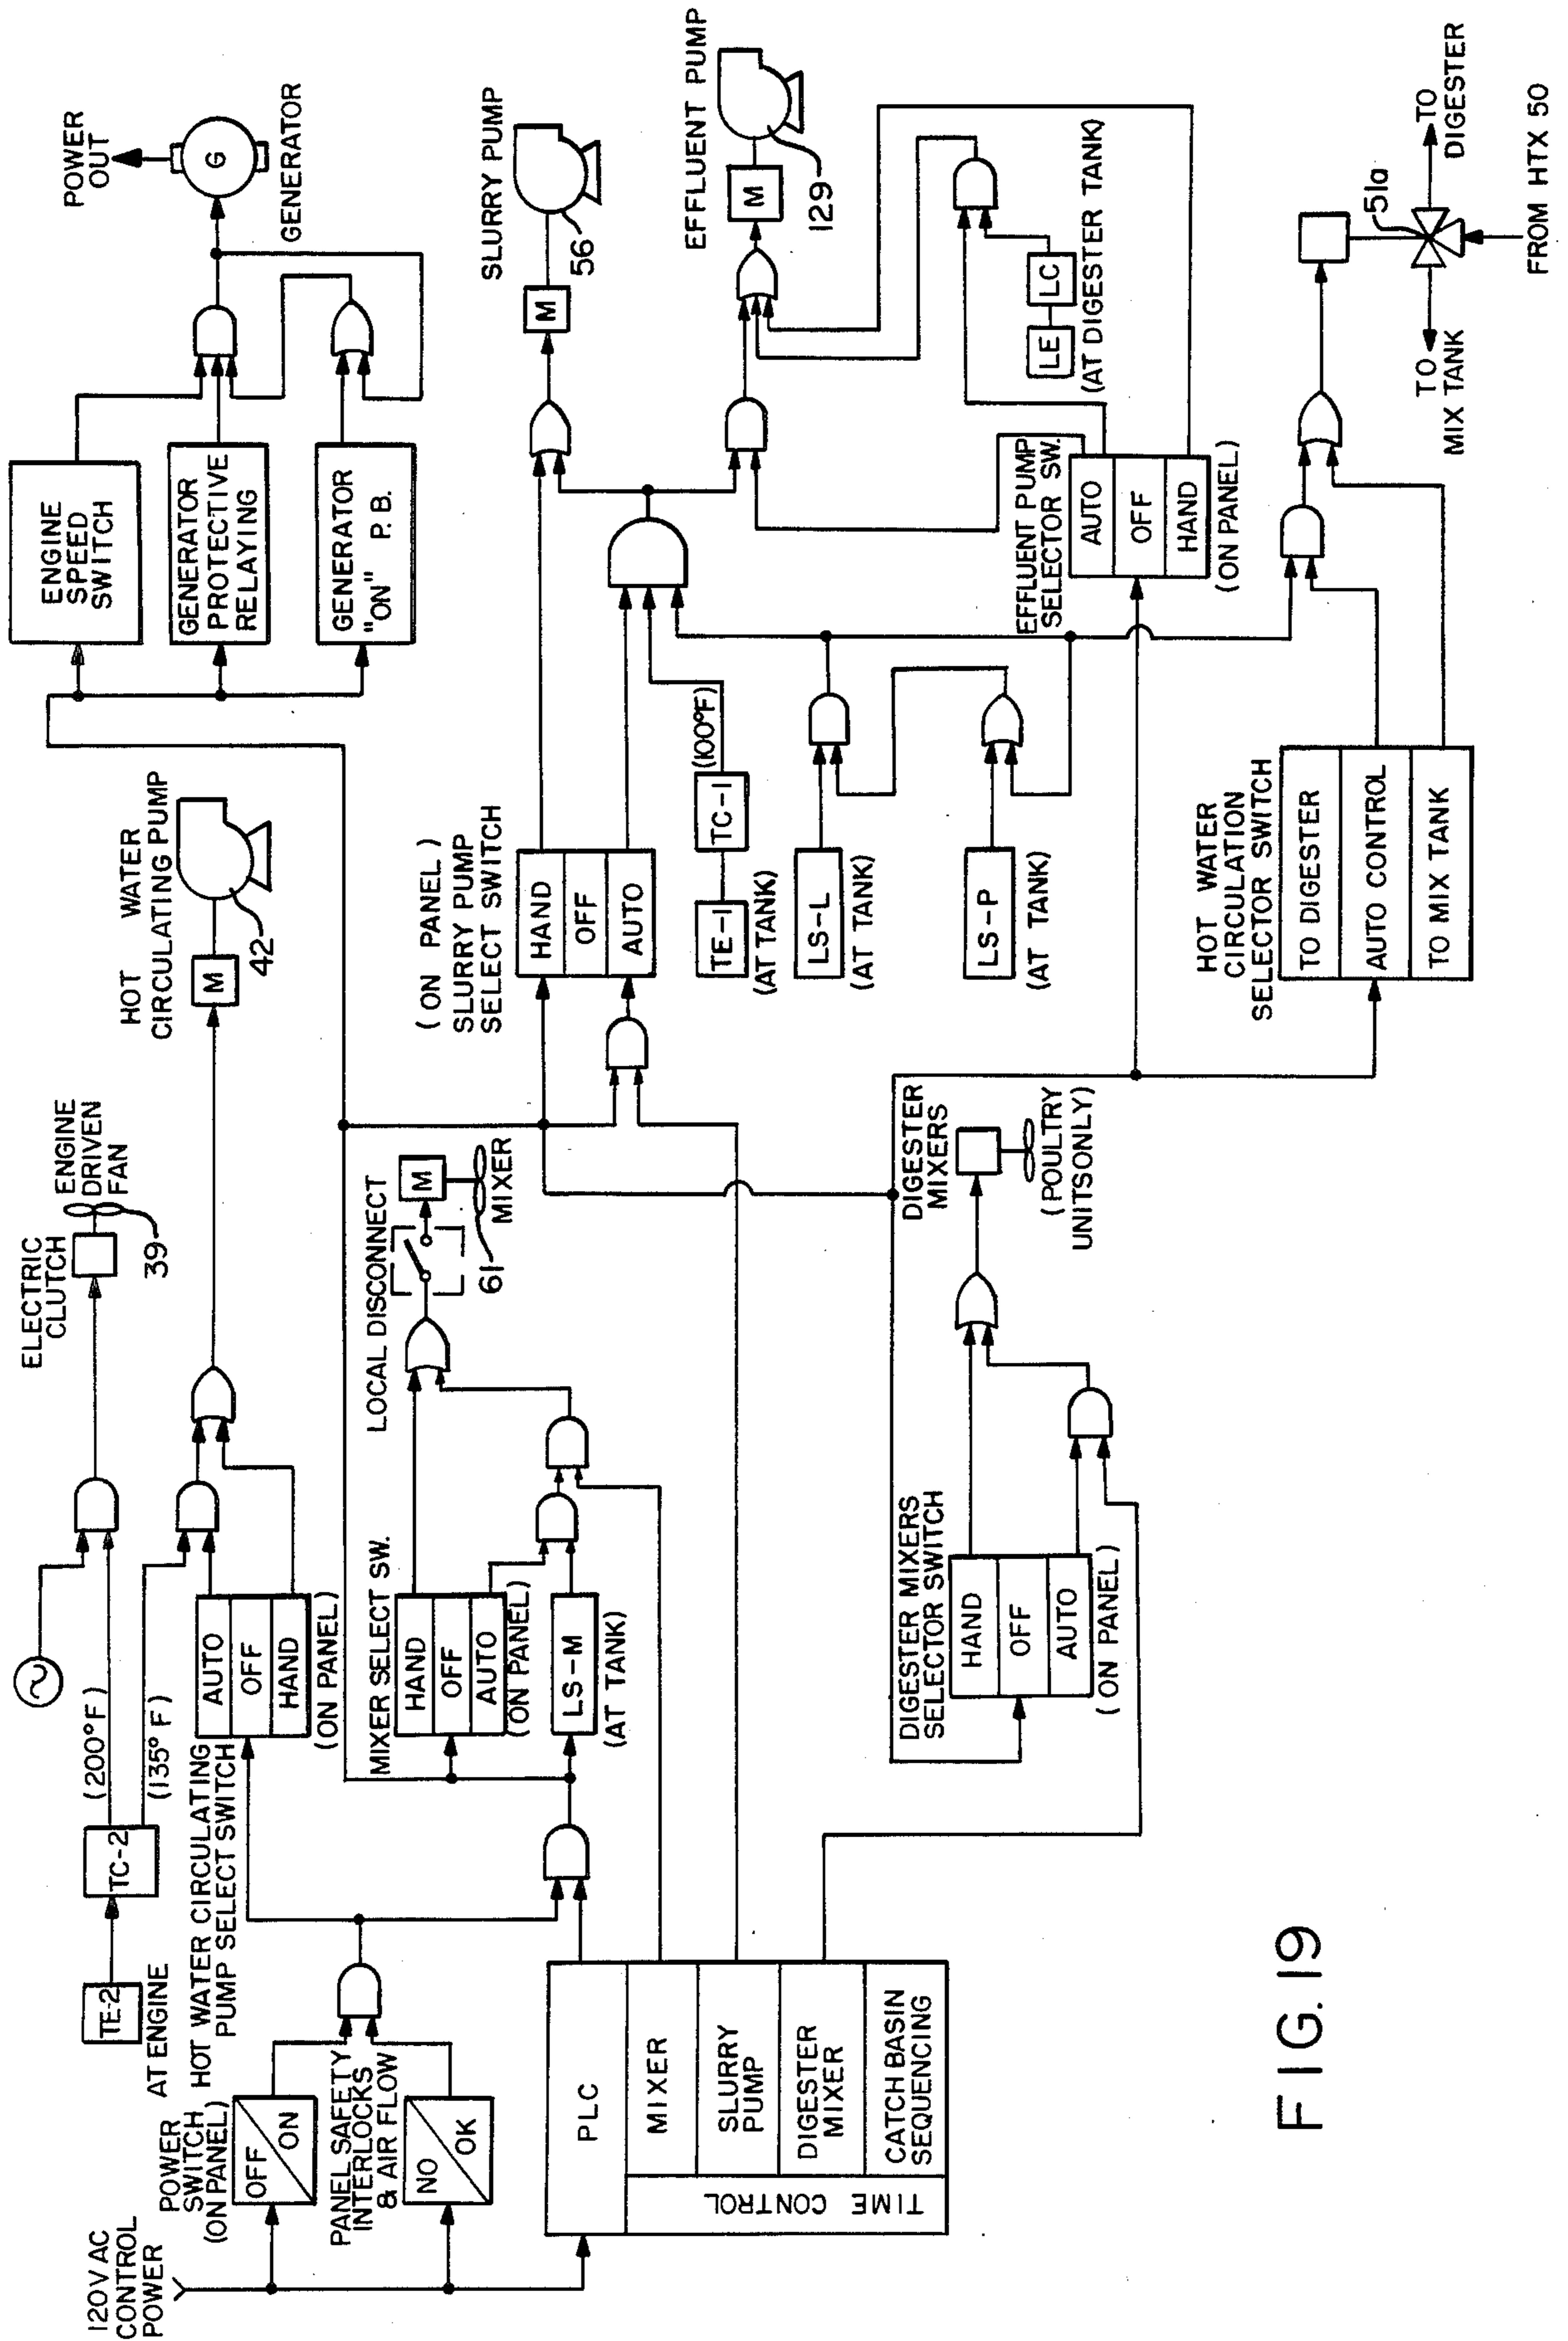 120V AC
CONTROL
POWER
POWER
SWITCH
(ON PANEL)
OFF
ON
PANEL SAFETY
INTERLOCKS
& AIR FLOW
NO
OK
PLC
MIXER
SLURRY
PUMP
DIGESTER
MIXER
CATCH BASIN
SEQUENCING
TIME CONTROL
TE-2
AT ENGINE
TC-2
(200°F)
(135°F)
HOT WATER CIRCULATING
PUMP SELECT SWITCH
AUTO
OFF
HAND
(ON PANEL)
ELECTRIC
CLUTCH
ENGINE
DRIVEN
FAN
39
HOT WATER
CIRCULATING PUMP
M
42
MIXER SELECT SW.
HAND
OFF
AUTO
(ON PANEL)
LS-M
(AT TANK)
LOCAL DISCONNECT
M
MIXER
61
ENGINE
SPEED
SWITCH
GENERATOR
PROTECTIVE
RELAYING
GENERATOR
"ON" P.B.
POWER
OUT
G
GENERATOR
(ON PANEL)
SLURRY PUMP
SELECT SWITCH
HAND
OFF
AUTO
TE-1
TC-1
(100°F)
(AT TANK)
LS-L
(AT TANK)
LS-P
(AT TANK)
SLURRY PUMP
M
56
EFFLUENT PUMP
M
129
LE
LC
(AT DIGESTER TANK)
EFFLUENT PUMP
SELECTOR SW.
AUTO
OFF
HAND
(ON PANEL)
DIGESTER MIXERS
SELECTOR SWITCH
HAND
OFF
AUTO
(ON PANEL)
DIGESTER
MIXERS
(POULTRY
UNITSONLY)
HOT WATER
CIRCULATION
SELECTOR SWITCH
TO DIGESTER
AUTO CONTROL
TO MIX TANK
51a
TO
MIX TANK
TO
DIGESTER
FROM HTX 50
FIG. 19